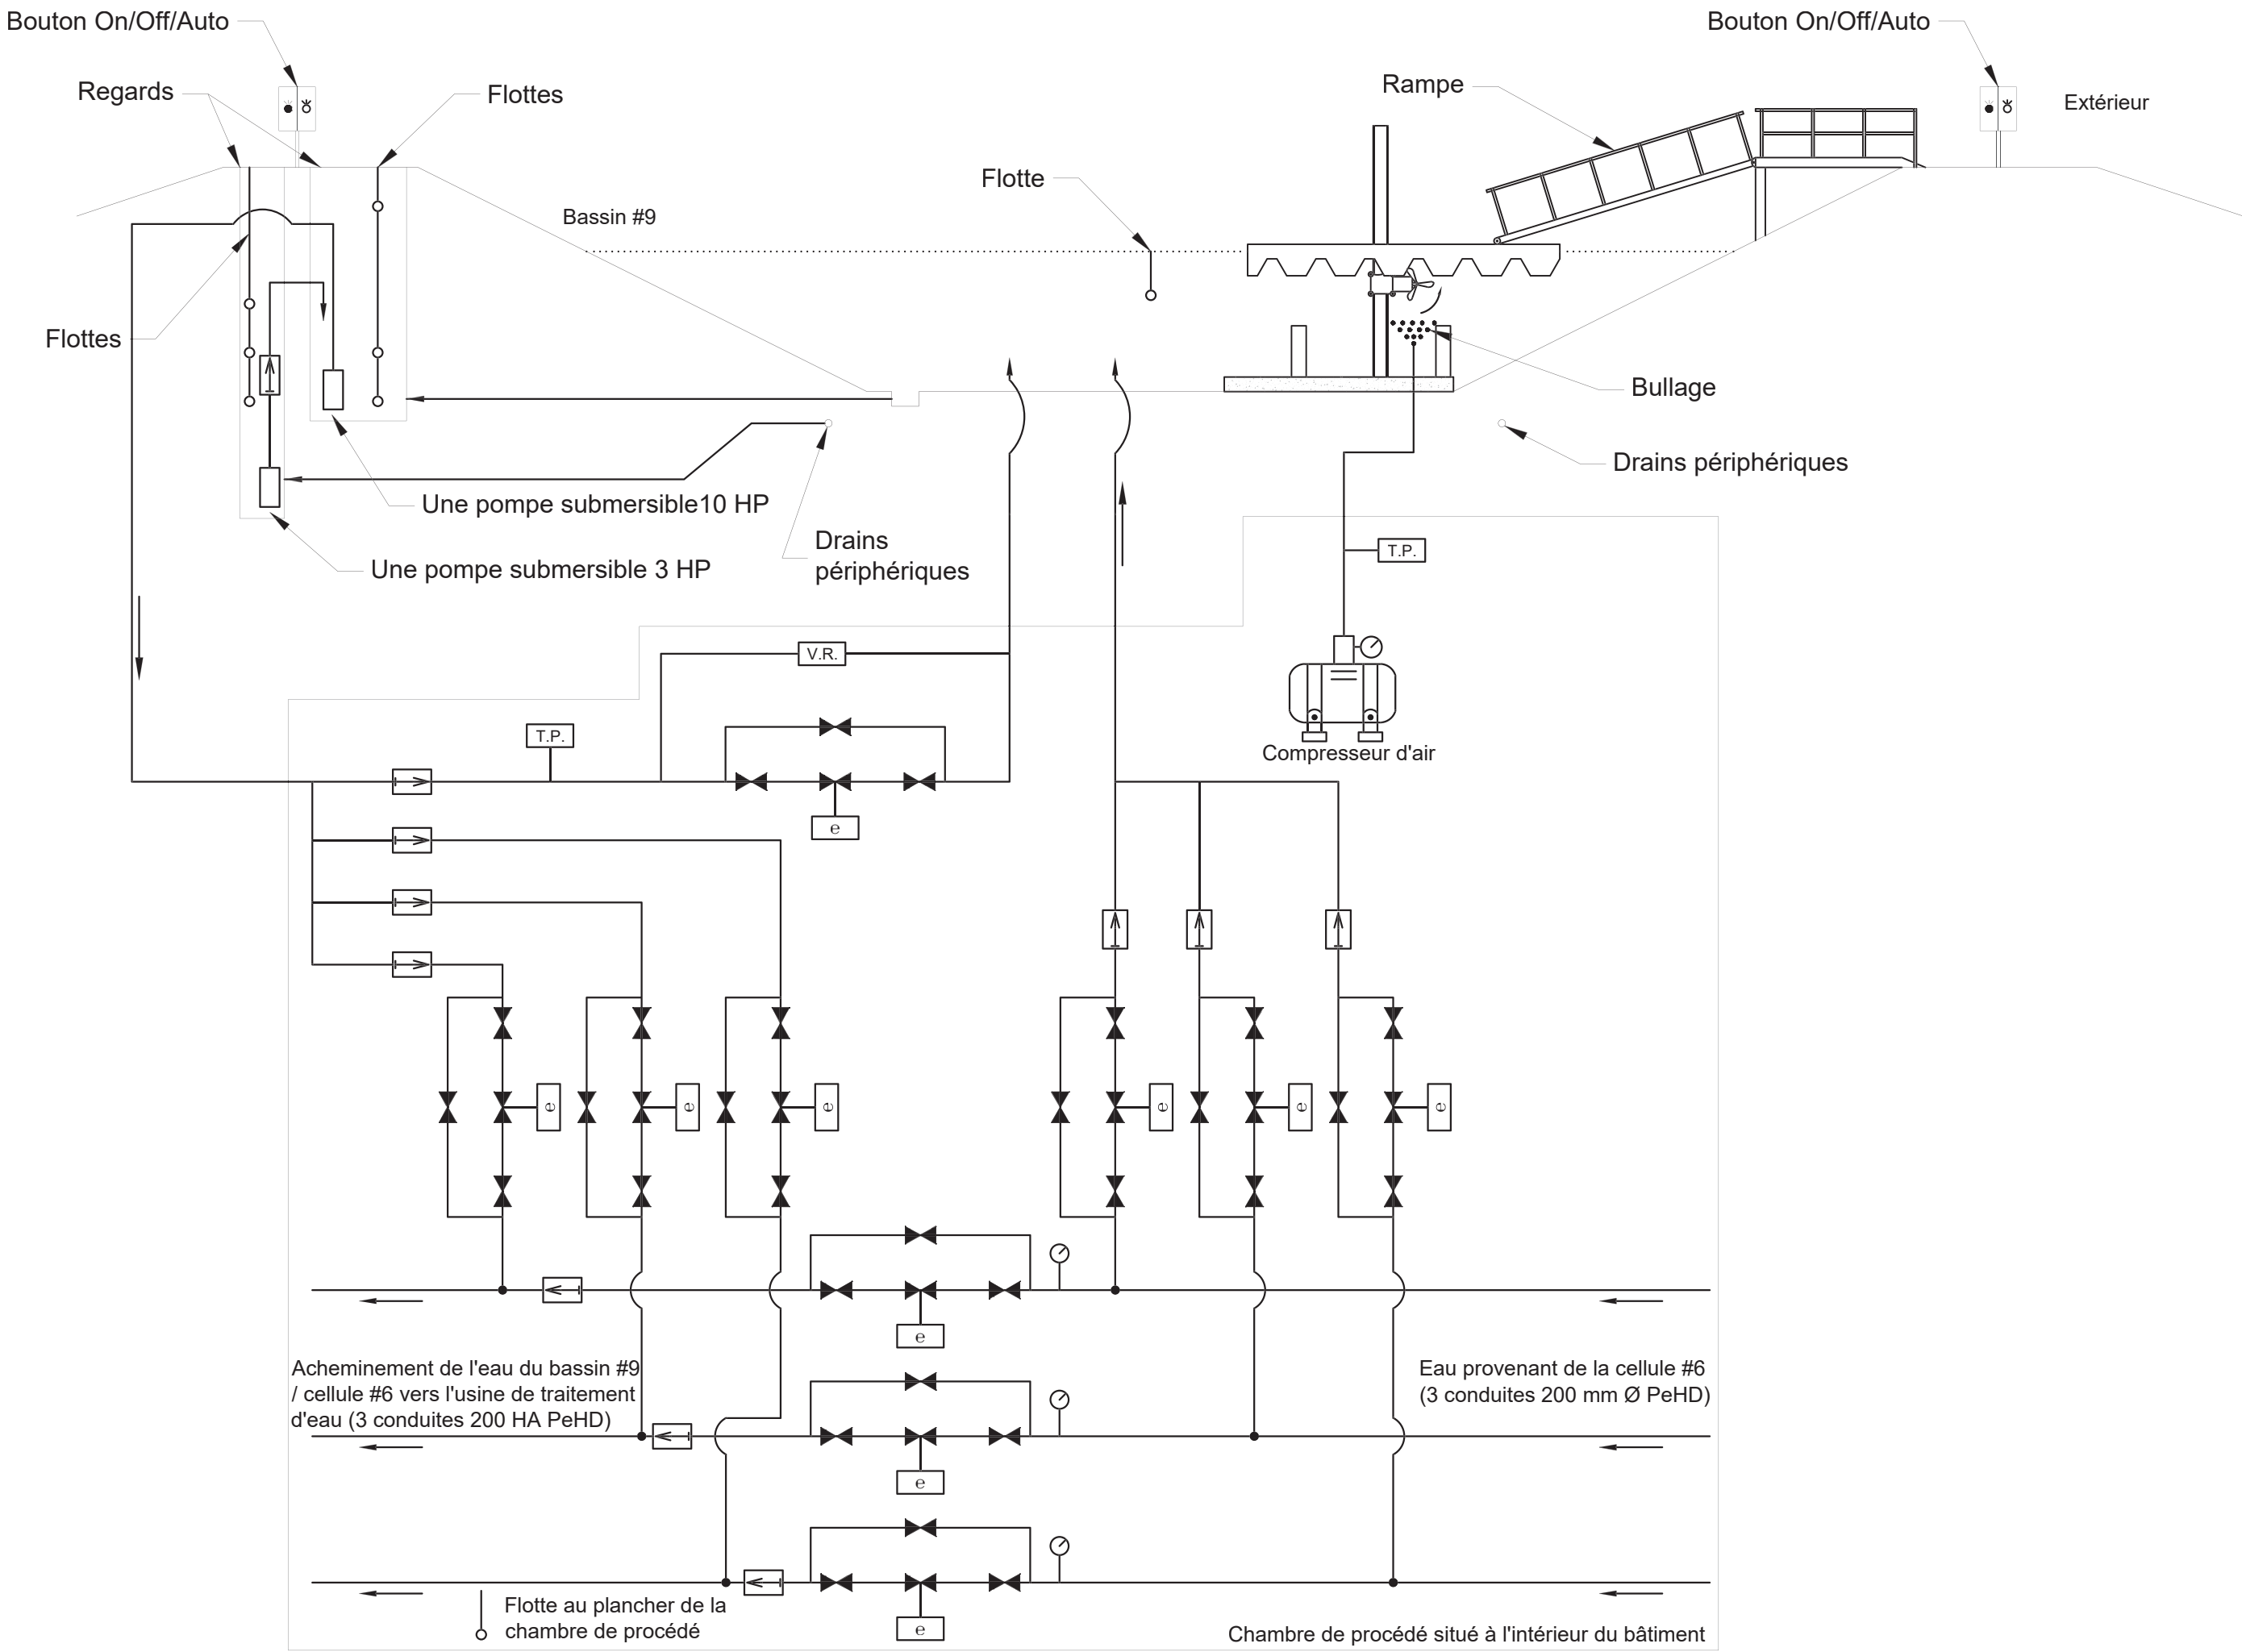 Bouton On/Off/Auto
Bouton On/Off/Auto
Regards
Flottes
Rampe
Extérieur
Flotte
Bassin #9
Flottes
Bullage
Drains périphériques
Une pompe submersible10 HP
Drains
périphériques
Une pompe submersible 3 HP
T.P.
V.R.
T.P.
Compresseur d'air
e
e
e
e
e
e
e
e
Acheminement de l'eau du bassin #9
/ cellule #6 vers l'usine de traitement
d'eau (3 conduites 200 HA PeHD)
Eau provenant de la cellule #6
(3 conduites 200 mm Ø PeHD)
e
e
Flotte au plancher de la
chambre de procédé
Chambre de procédé situé à l'intérieur du bâtiment